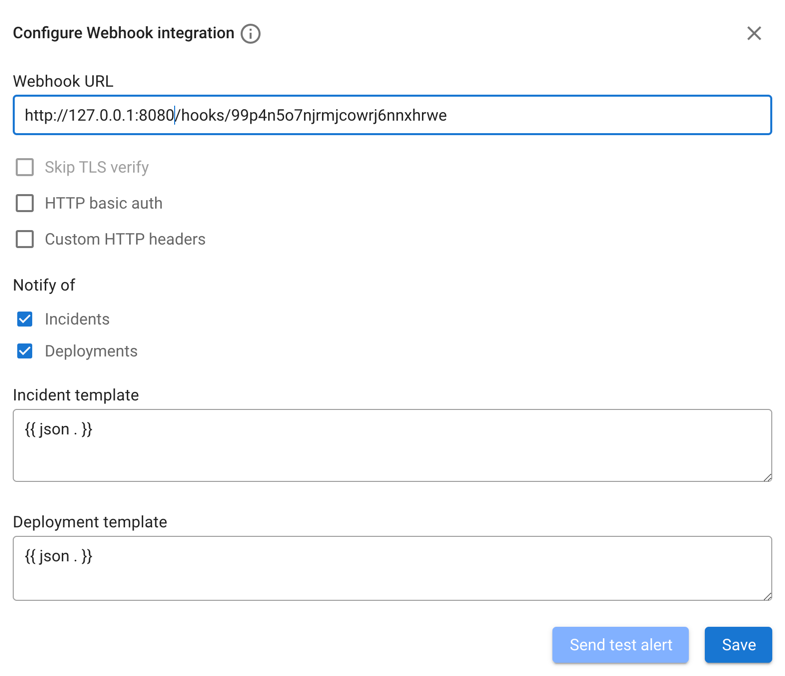 Configure Webhook integration
Webhook URL
http://127.0.0.1:8080/hooks/99p4n5o7njrmjcowrj6nnxhrwe
Skip TLS verify
HTTP basic auth
Custom HTTP headers
Notify of
Incidents
Deployments
Incident template
{{ json . }}
Deployment template
{{ json . }}
Send test alert
Save